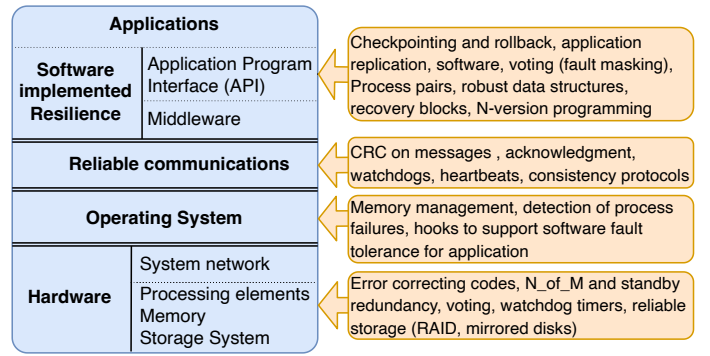 Applications
Software
implemented
Resilience
Application Program
Interface (API)
Middleware
Checkpointing and rollback, application
replication, software, voting (fault masking),
Process pairs, robust data structures,
recovery blocks, N-version programming
Reliable communications
CRC on messages , acknowledgment,
watchdogs, heartbeats, consistency protocols
Operating System
Memory management, detection of process
failures, hooks to support software fault
tolerance for application
Hardware
System network
Processing elements
Memory
Storage System
Error correcting codes, N_of_M and standby
redundancy, voting, watchdog timers, reliable
storage (RAID, mirrored disks)